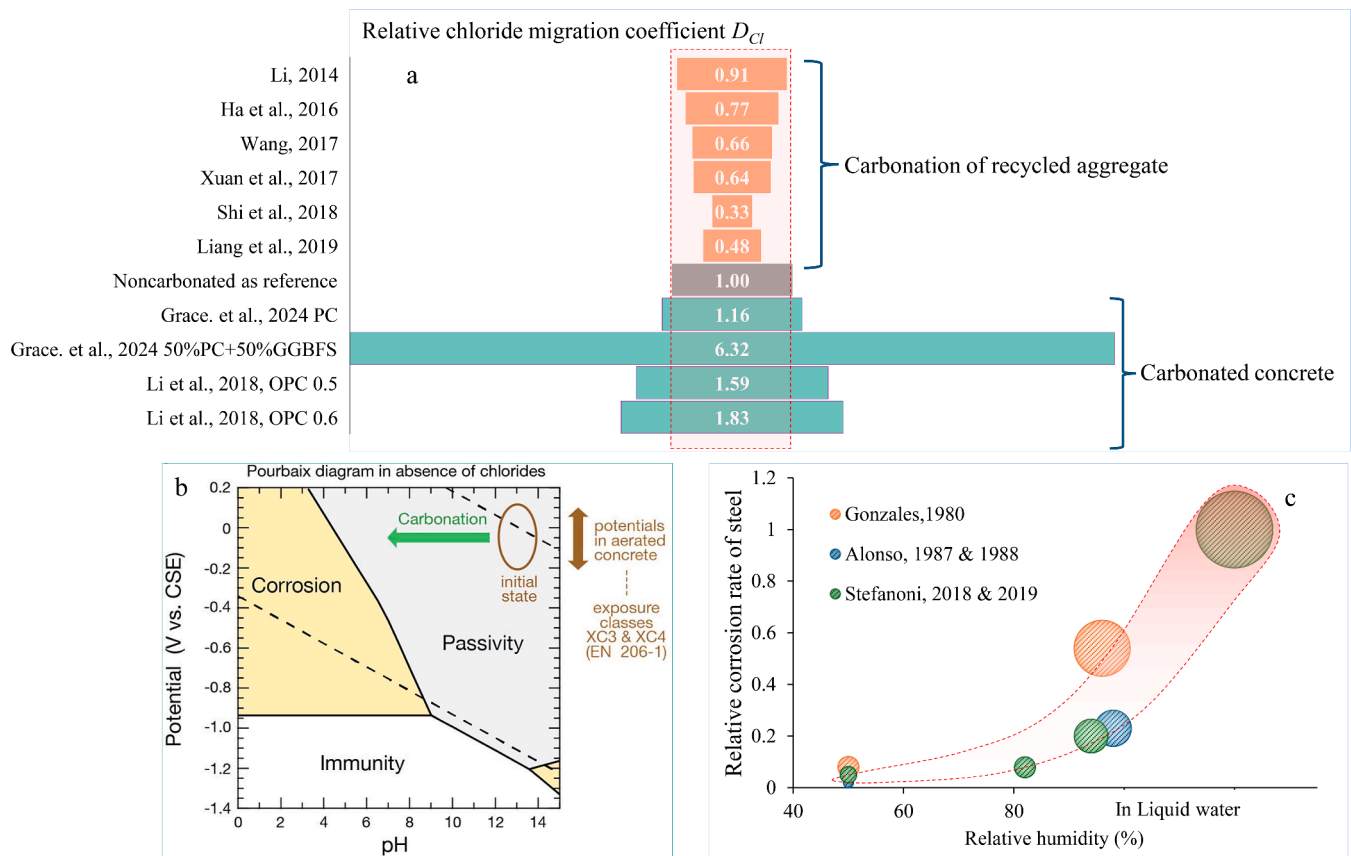 Relative chloride migration coefficient D_Cl
a
Li, 2014
0.91
Ha et al., 2016
0.77
Wang, 2017
0.66
Xuan et al., 2017
0.64
Shi et al., 2018
0.33
Liang et al., 2019
0.48
Carbonation of recycled aggregate
Noncarbonated as reference
1.00
Grace. et al., 2024 PC
1.16
Grace. et al., 2024 50%PC+50%GGBFS
6.32
Li et al., 2018, OPC 0.5
1.59
Li et al., 2018, OPC 0.6
1.83
Carbonated concrete
Pourbaix diagram in absence of chlorides
b
0.2
0
-0.2
-0.4
-0.6
-0.8
-1.0
-1.2
-1.4
Potential (V vs. CSE)
Carbonation
initial
state
Corrosion
Passivity
Immunity
potentials
in aerated
concrete
exposure
classes
XC3 & XC4
(EN 206-1)
0 2 4 6 8 10 12 14
pH
c
1.2
1
0.8
0.6
0.4
0.2
0
Relative corrosion rate of steel
Gonzales,1980
Alonso, 1987 & 1988
Stefanoni, 2018 & 2019
40 60 80 In Liquid water
Relative humidity (%)